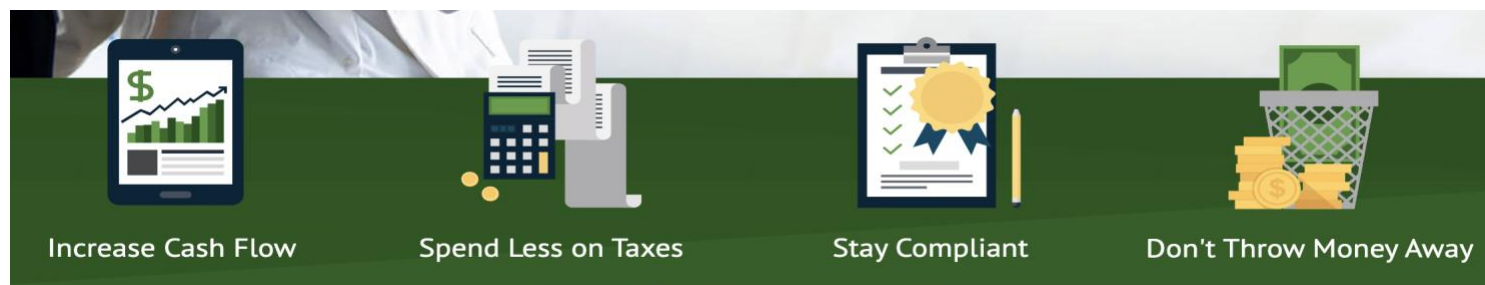 $
Increase Cash Flow
Spend Less on Taxes
Stay Compliant
$
Don't Throw Money Away